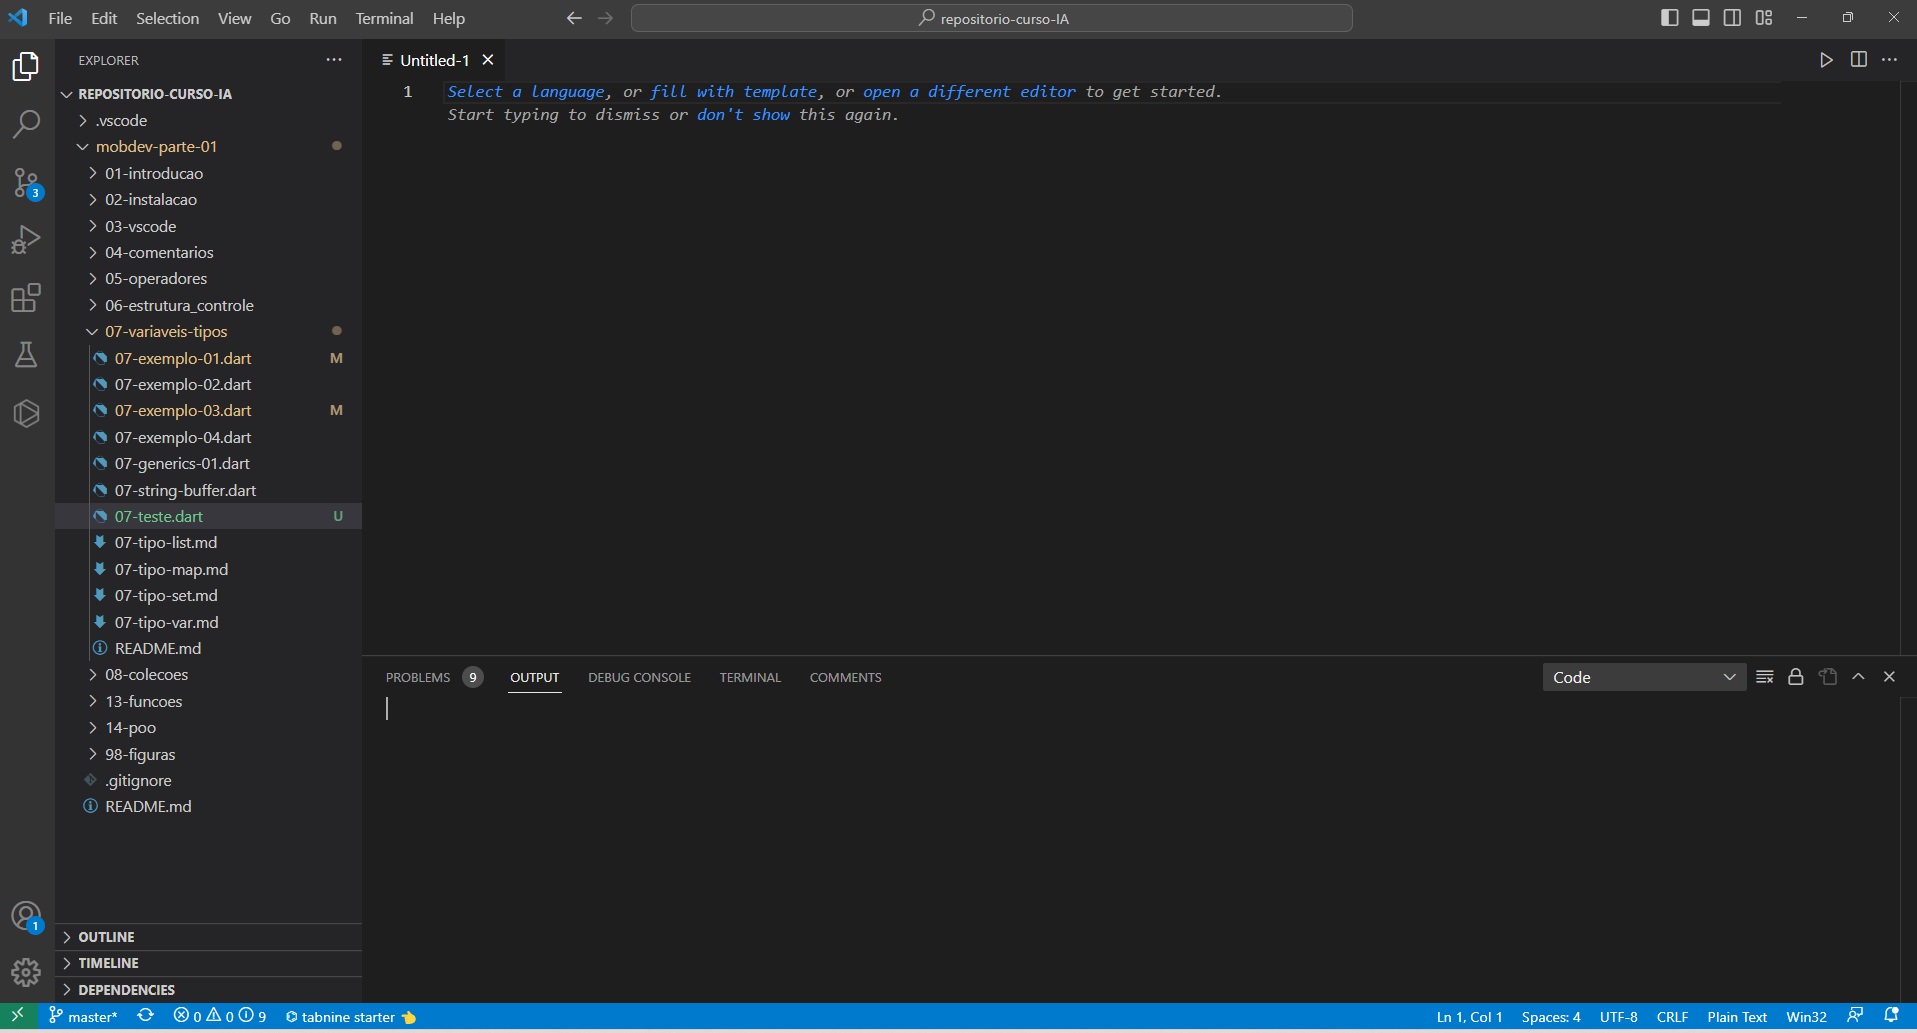 File Edit Selection View Go Run Terminal Help
repositorio-curso-IA
EXPLORER
REPOSITORIO-CURSO-IA
.vscode
mobdev-parte-01
01-introducao
02-instalacao
03-vscode
04-comentarios
05-operadores
06-estrutura_controle
07-variaveis-tipos
07-exemplo-01.dart M
07-exemplo-02.dart
07-exemplo-03.dart M
07-exemplo-04.dart
07-generics-01.dart
07-string-buffer.dart
07-teste.dart U
07-tipo-list.md
07-tipo-map.md
07-tipo-set.md
07-tipo-var.md
README.md
08-colecoes
13-funcoes
14-poo
98-figuras
.gitignore
README.md
OUTLINE
TIMELINE
DEPENDENCIES
3
1
Untitled-1
1 Select a language, or fill with template, or open a different editor to get started.
Start typing to dismiss or don't show this again.
PROBLEMS 9 OUTPUT DEBUG CONSOLE TERMINAL COMMENTS
Code
master* 0 0 9 tabnine starter Ln 1, Col 1 Spaces: 4 UTF-8 CRLF Plain Text Win32